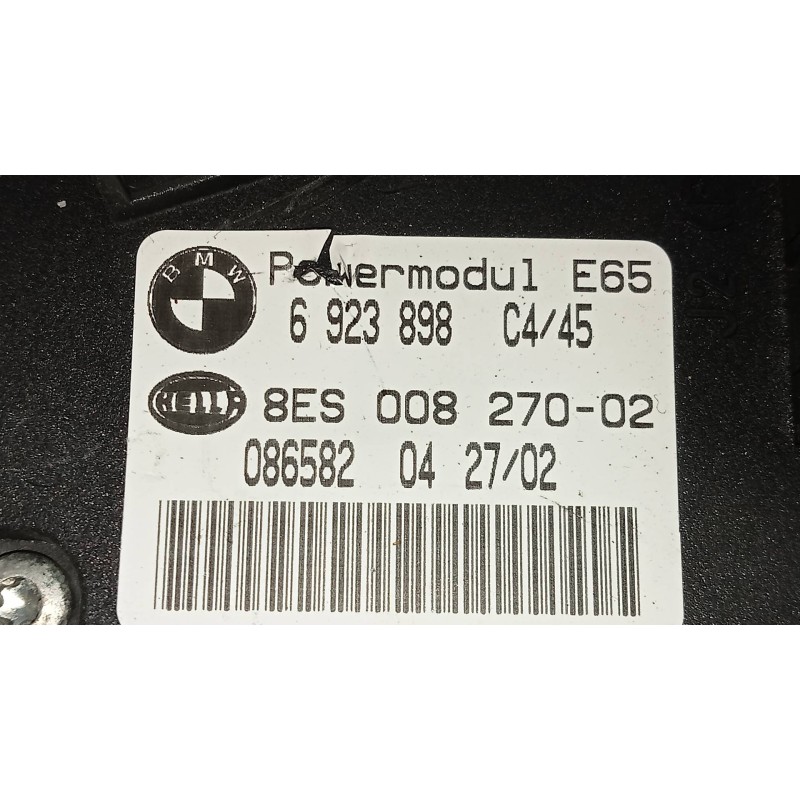 BMW
Powermodul E65
6 923 898 C4/45
HELLA
8ES 008 270-02
086582 04 27/02